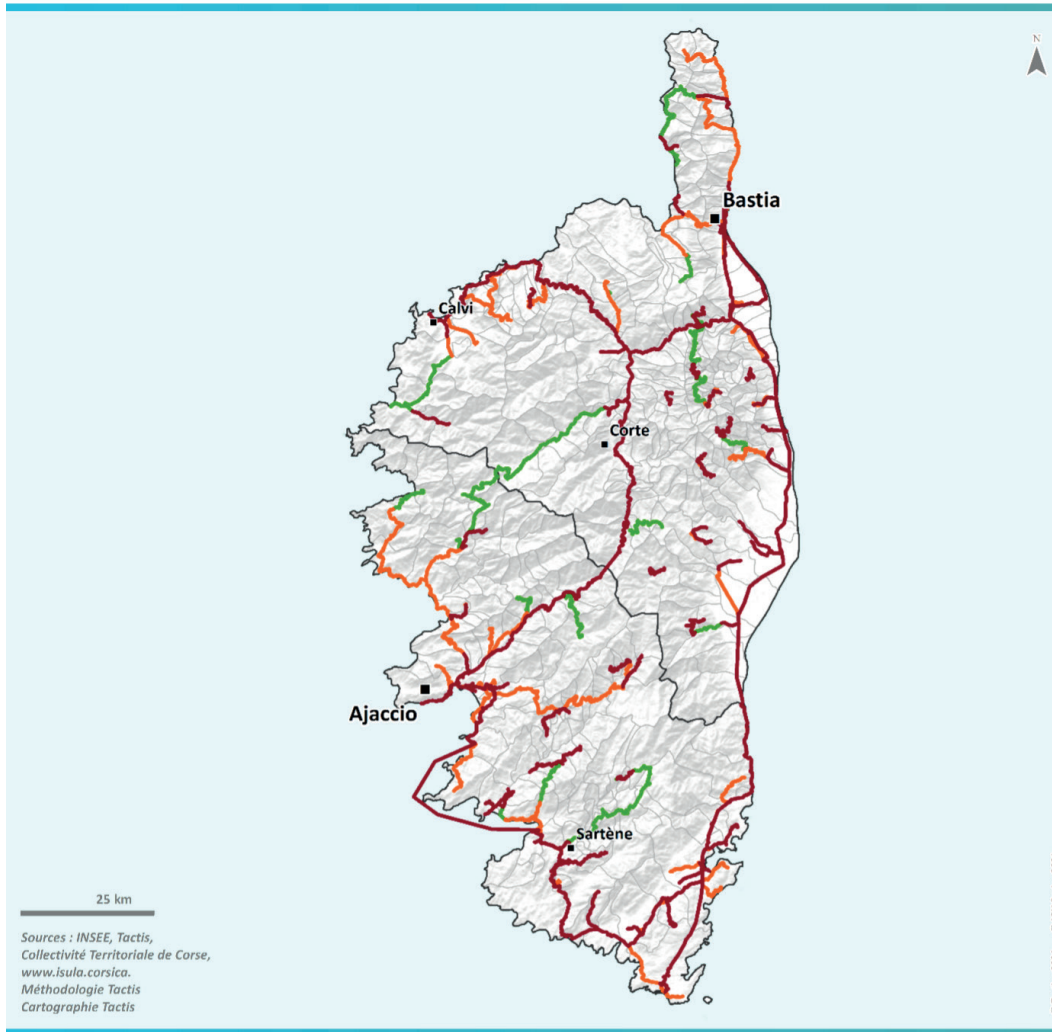 N
Bastia
Calvi
Corte
Ajaccio
Sartène
25 km
Sources : INSEE, Tactis,
Collectivité Territoriale de Corse,
www.isula.corsica.
Méthodologie Tactis
Cartographie Tactis